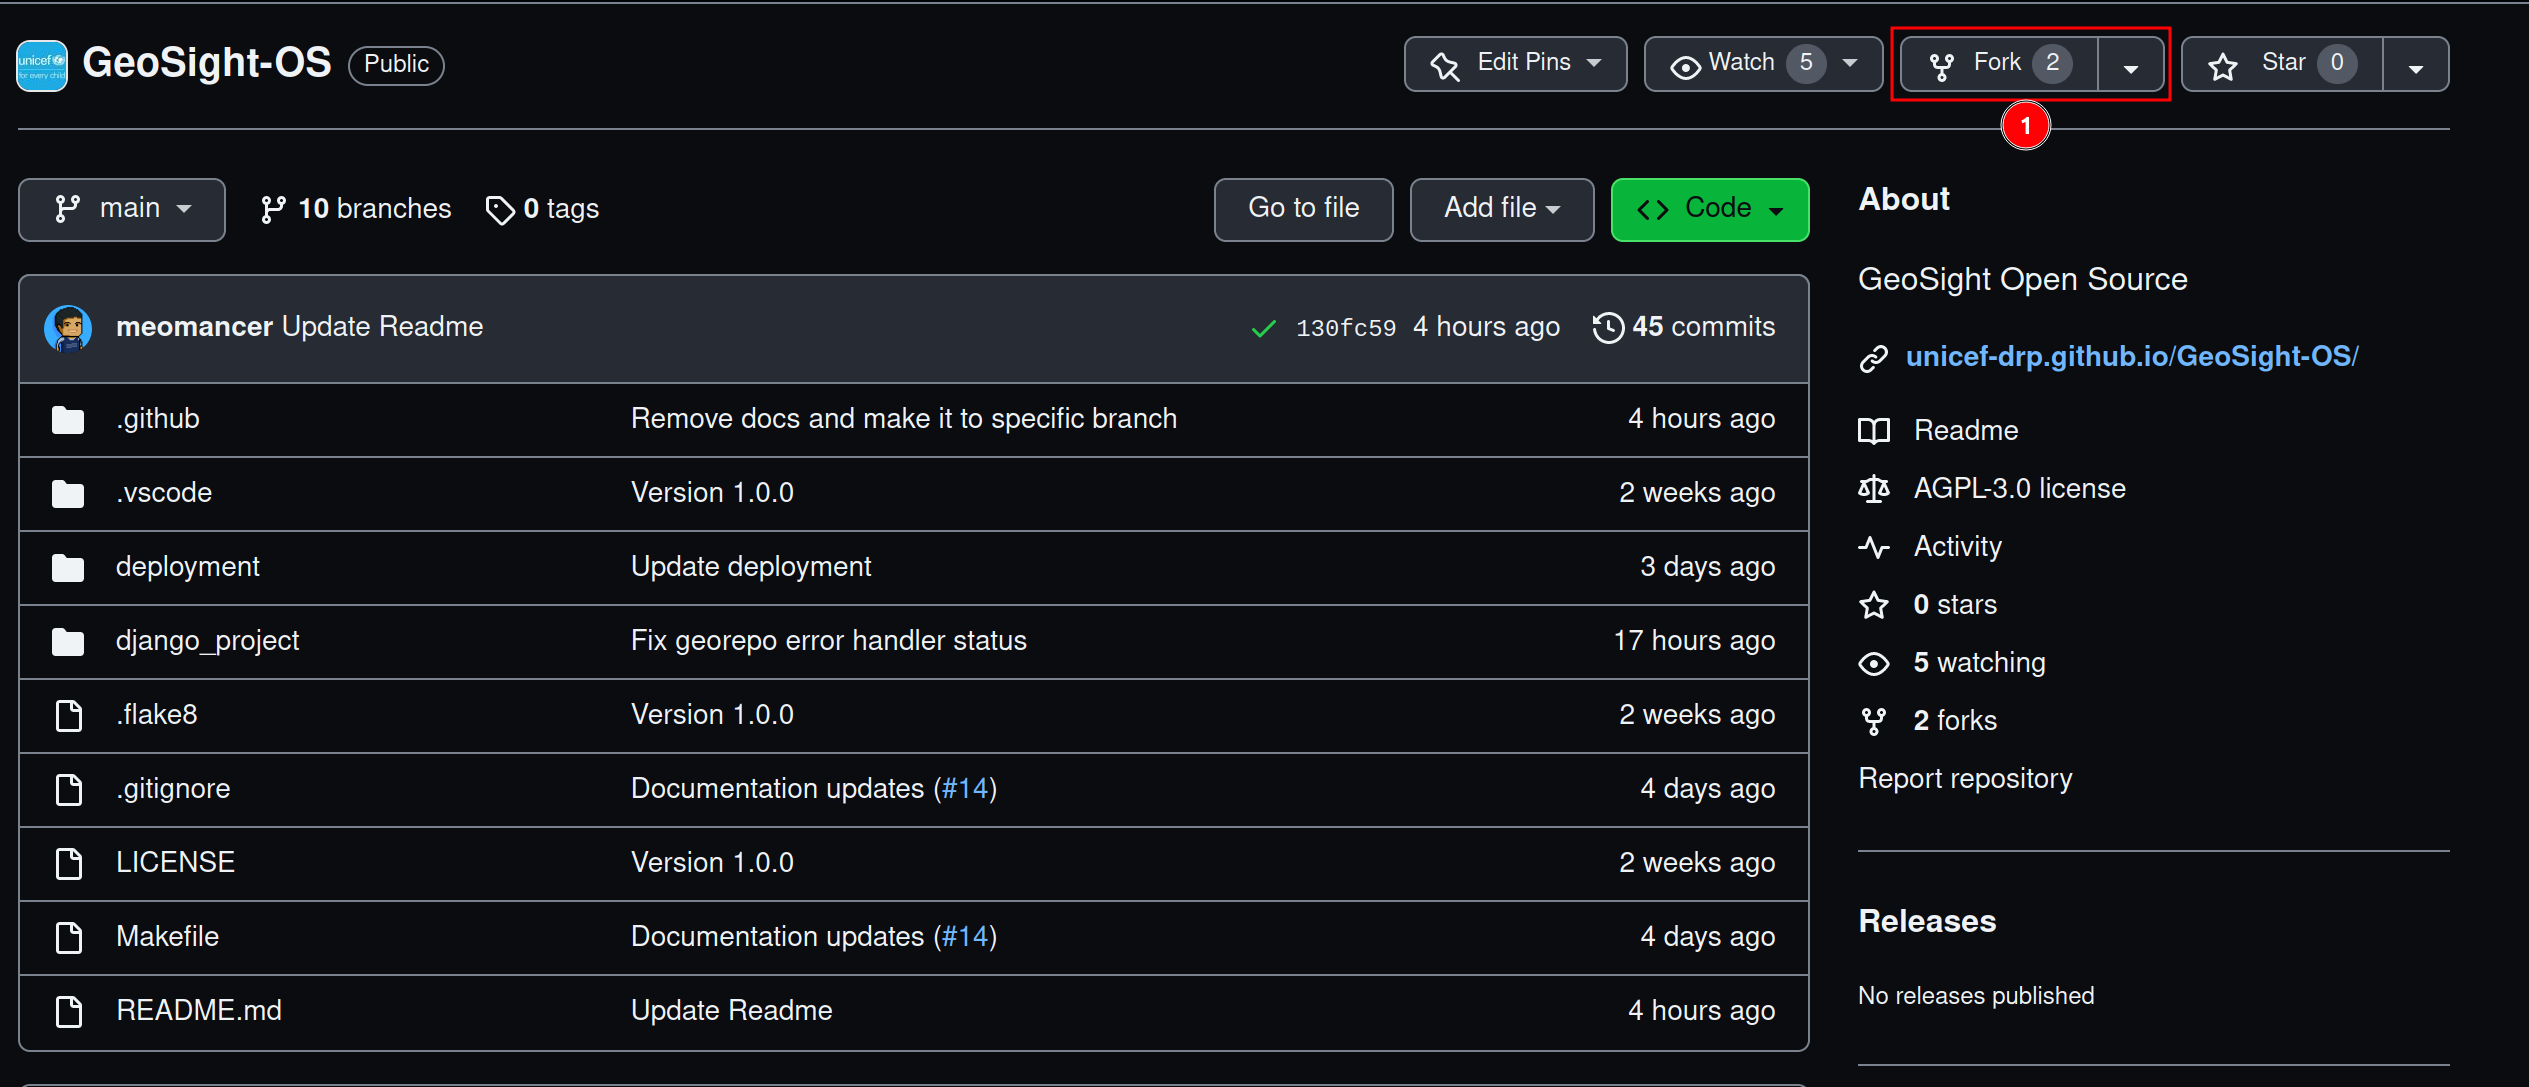 unicef
for every child
GeoSight-OS Public
Edit Pins Watch 5 Fork 2 Star 0
1
main 10 branches 0 tags Go to file Add file Code
meomancer Update Readme 130fc59 4 hours ago 45 commits
.github Remove docs and make it to specific branch 4 hours ago
.vscode Version 1.0.0 2 weeks ago
deployment Update deployment 3 days ago
django_project Fix georepo error handler status 17 hours ago
.flake8 Version 1.0.0 2 weeks ago
.gitignore Documentation updates (#14) 4 days ago
LICENSE Version 1.0.0 2 weeks ago
Makefile Documentation updates (#14) 4 days ago
README.md Update Readme 4 hours ago
About
GeoSight Open Source
unicef-drp.github.io/GeoSight-OS/
Readme
AGPL-3.0 license
Activity
0 stars
5 watching
2 forks
Report repository
Releases
No releases published